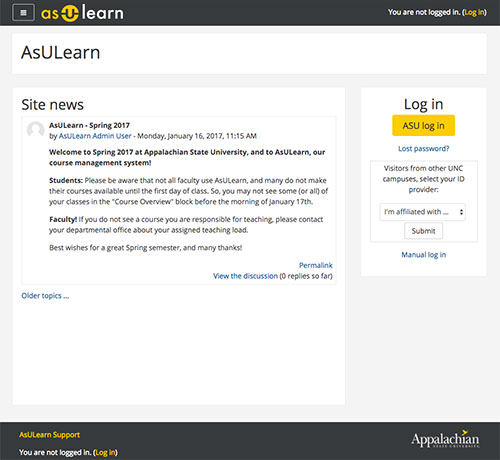 asULearn
You are not logged in. (Log in)
AsULearn
Site news
AsULearn - Spring 2017
by AsULearn Admin User - Monday, January 16, 2017, 11:15 AM
Welcome to Spring 2017 at Appalachian State University, and to AsULearn, our
course management system!
Students: Please be aware that not all faculty use AsULearn, and many do not make
their courses available until the first day of class. So, you may not see some (or all) of
your classes in the "Course Overview" block before the morning of January 17th.
Faculty! If you do not see a course you are responsible for teaching, please contact
your departmental office about your assigned teaching load.
Best wishes for a great Spring semester, and many thanks!
Permalink
View the discussion (0 replies so far)
Older topics ...
Log in
ASU log in
Lost password?
Visitors from other UNC
campuses, select your ID
provider:
I'm affiliated with ...
Submit
Manual log in
AsULearn Support
You are not logged in. (Log in)
Appalachian
STATE UNIVERSITY